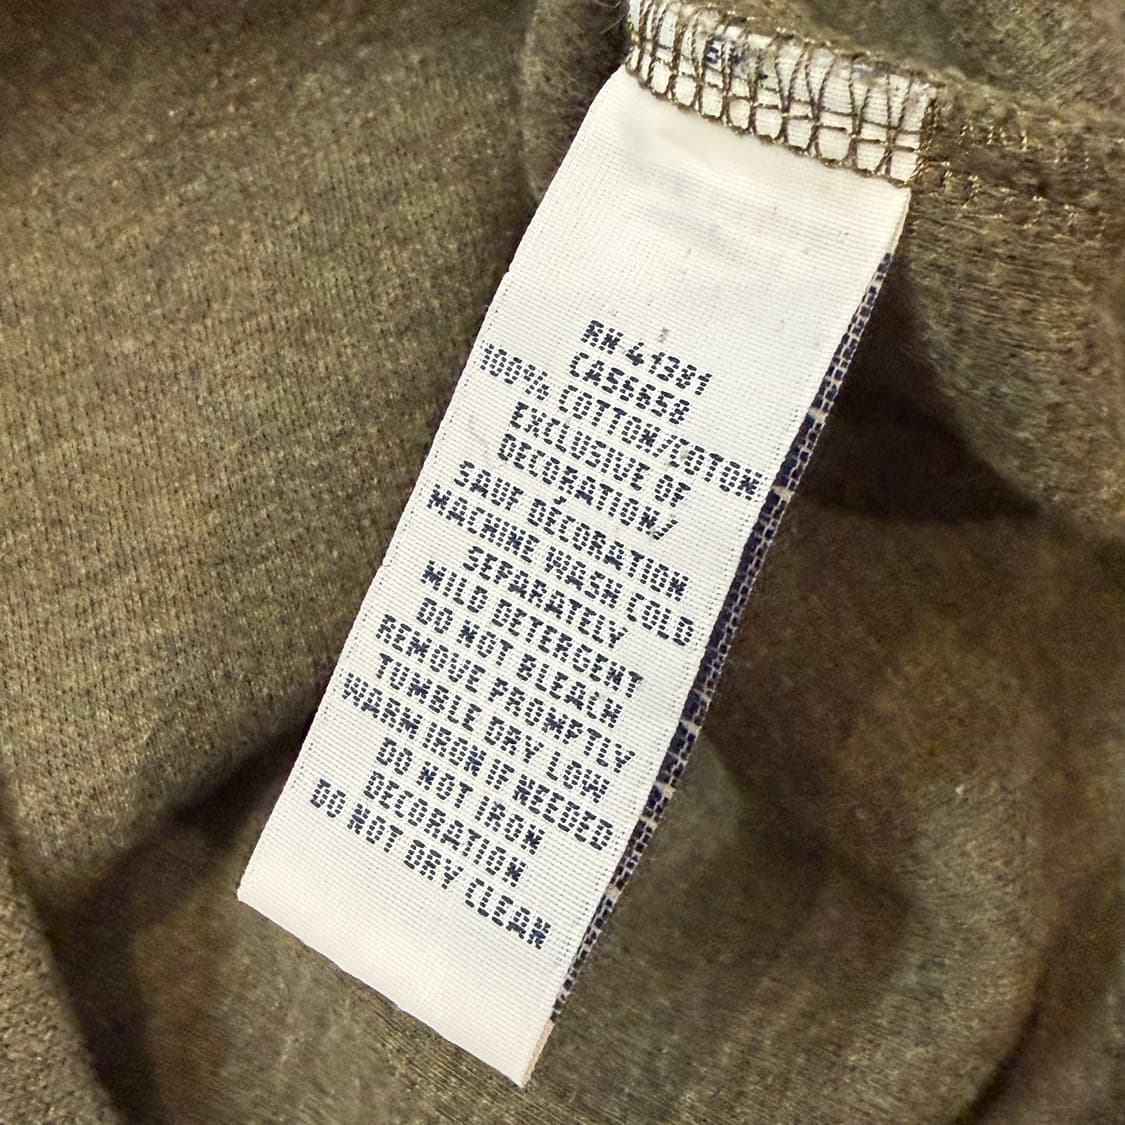 RN 41381
CA56658
100% COTTON/COTON
EXCLUSIVE OF
DECORATION/
SAUF DÉCORATION
MACHINE WASH COLD
SEPARATELY
MILD DETERGENT
DO NOT BLEACH
REMOVE PROMPTLY
TUMBLE DRY LOW
WARM IRON IF NEEDED
DO NOT IRON
DECORATION
DO NOT DRY CLEAN